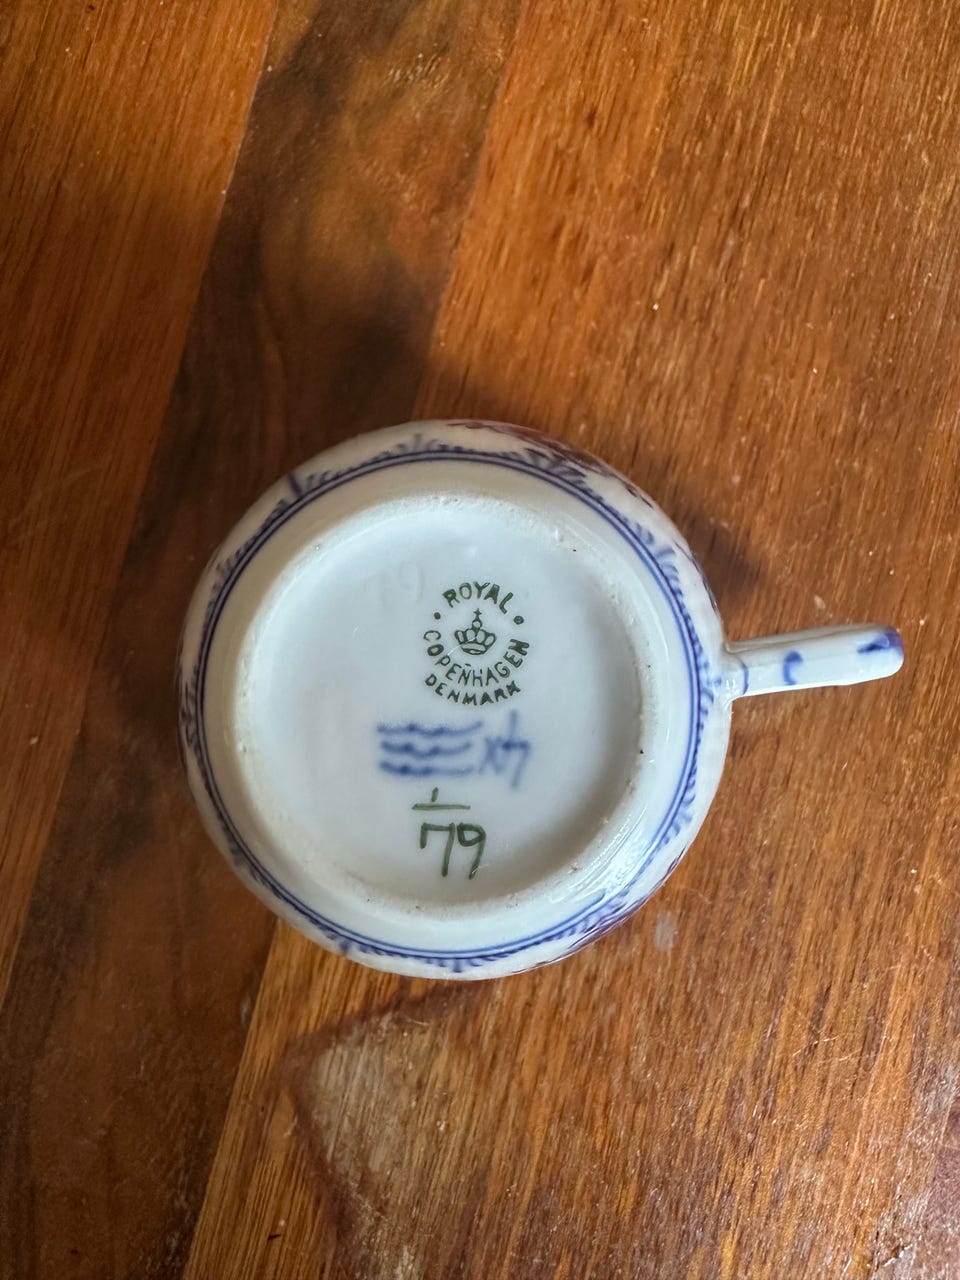 ROYAL
COPENHAGEN
DENMARK
1
79